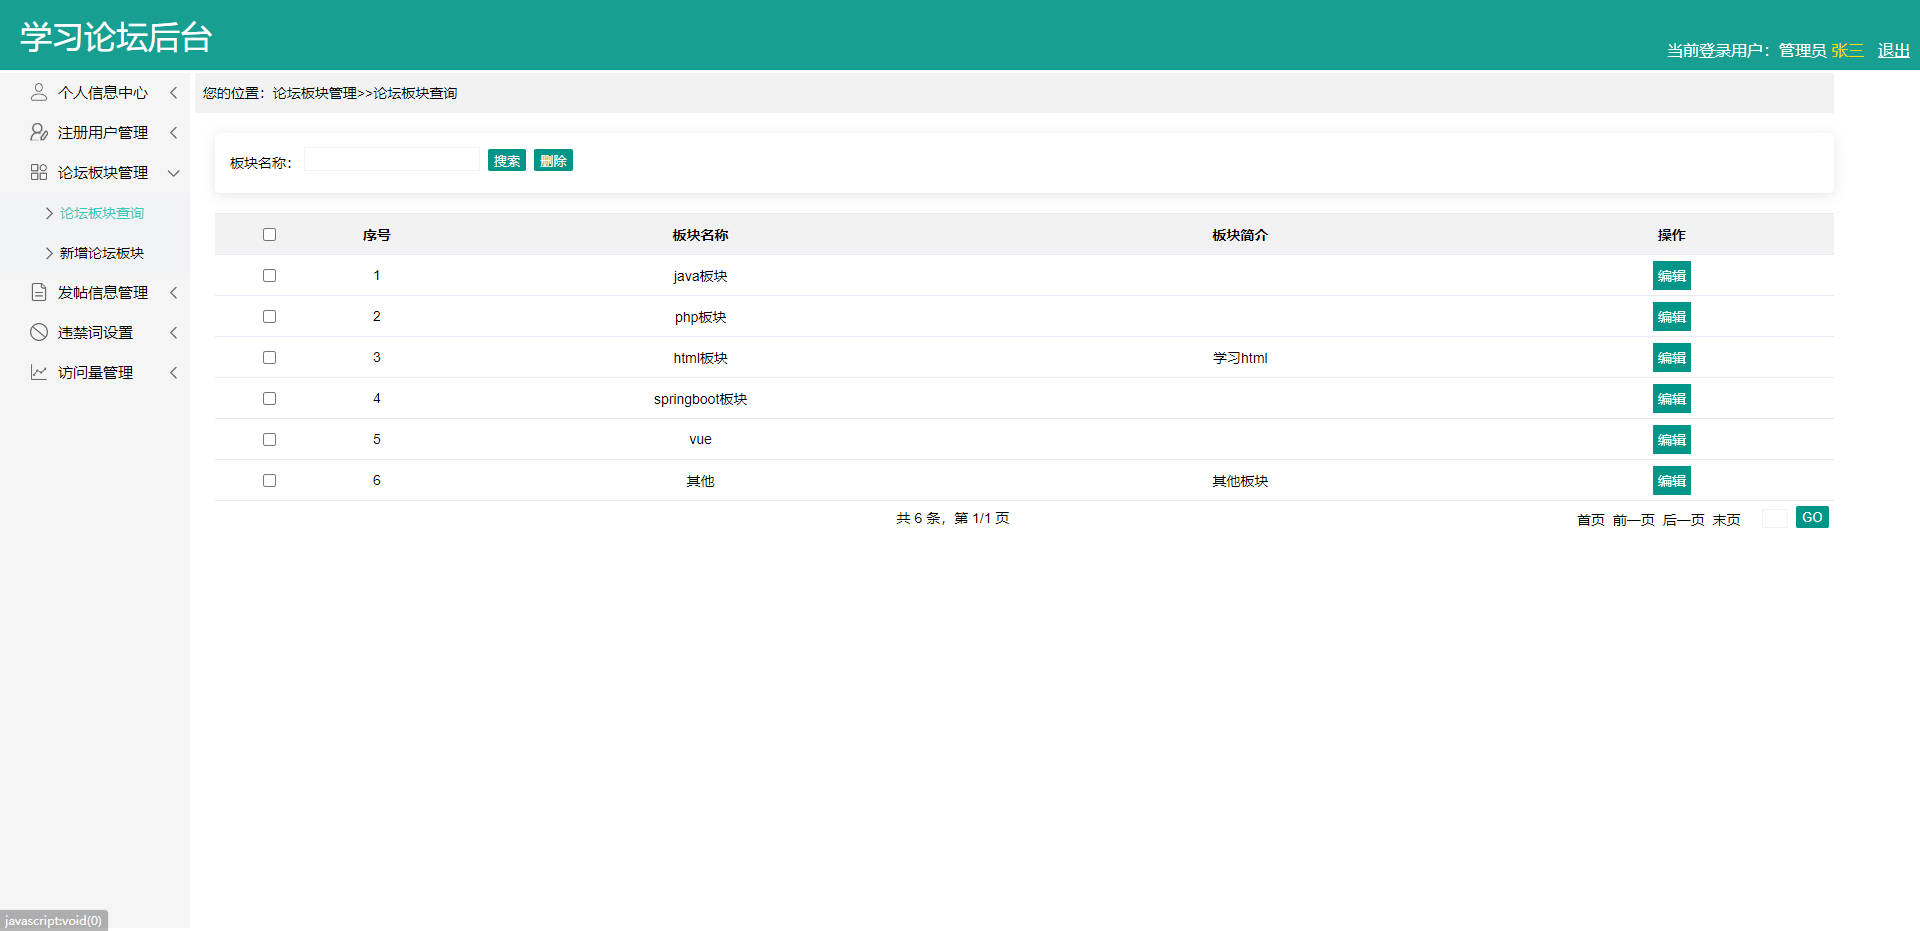 学习论坛后台
当前登录用户：管理员 张三 退出
个人信息中心
注册用户管理
论坛板块管理
论坛板块查询
新增论坛板块
发帖信息管理
违禁词设置
访问量管理
您的位置：论坛板块管理>>论坛板块查询
板块名称： 搜索 删除
序号 板块名称 板块简介 操作
1 java板块 编辑
2 php板块 编辑
3 html板块 学习html 编辑
4 springboot板块 编辑
5 vue 编辑
6 其他 其他板块 编辑
共 6 条，第 1/1 页 首页 前一页 后一页 末页 GO
javascript:void(0)